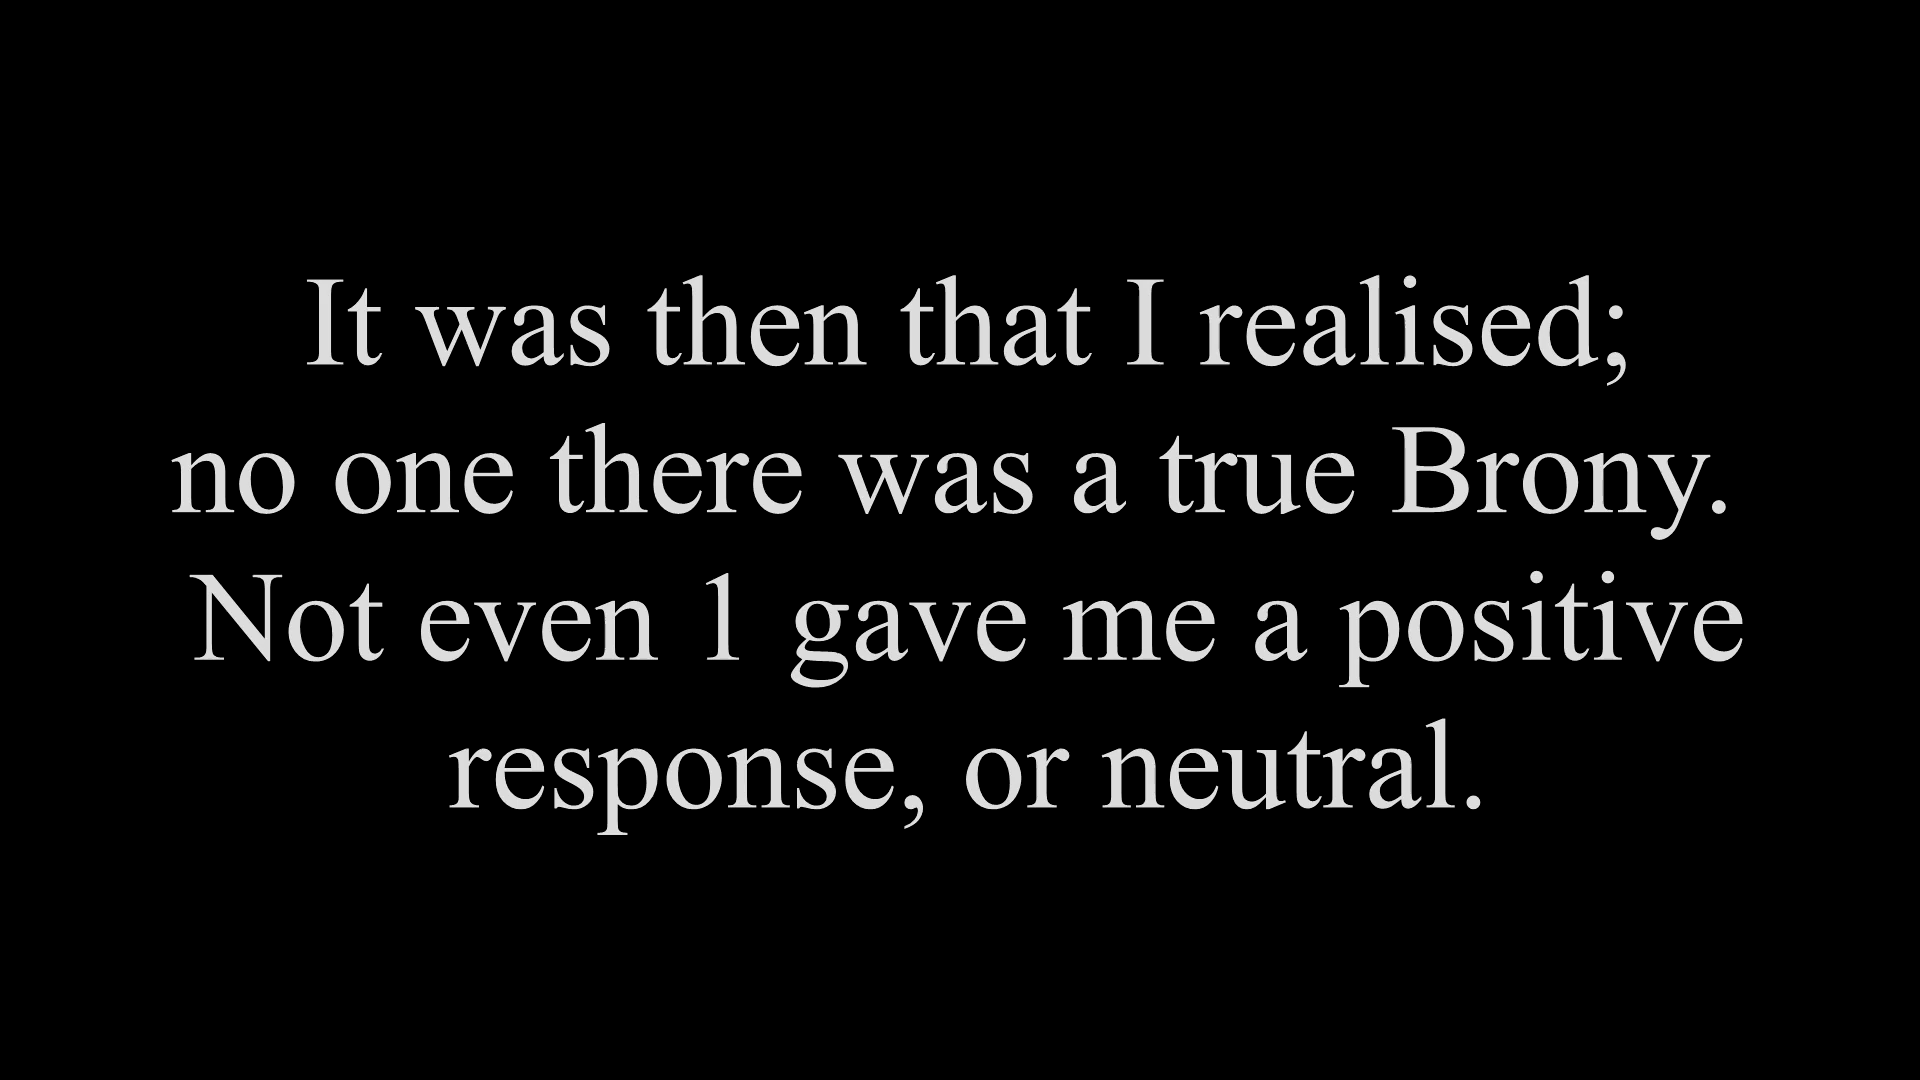 It was then that I realised;
no one there was a true Brony.
Not even 1 gave me a positive
response, or neutral.